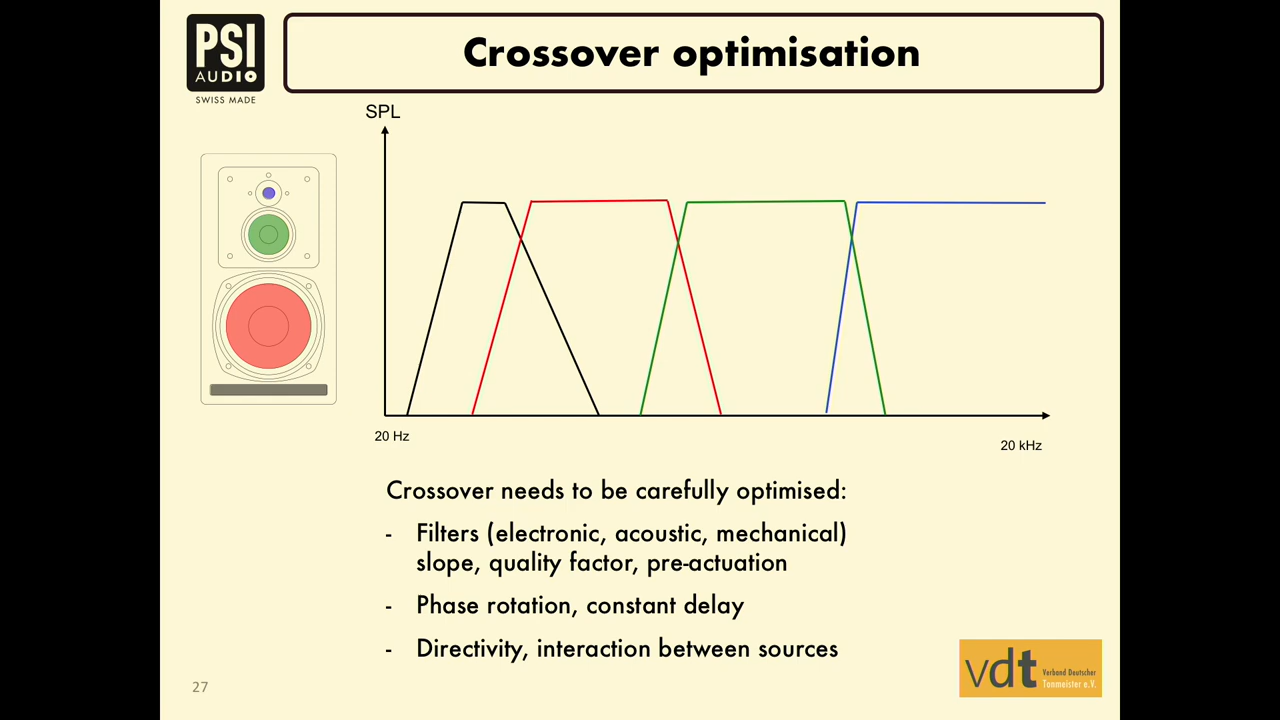 PSI
AUDIO
SWISS MADE
Crossover optimisation
SPL
20 Hz
20 kHz
Crossover needs to be carefully optimised:
- Filters (electronic, acoustic, mechanical)
slope, quality factor, pre-actuation
- Phase rotation, constant delay
- Directivity, interaction between sources
27
vdt
Verband Deutscher
Tonmeister e.V.